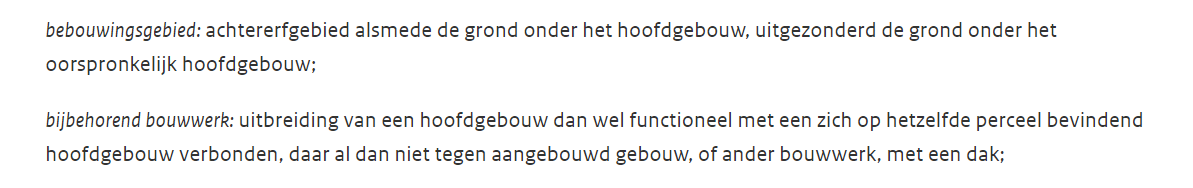 bebouwingsgebied: achtererfgebied alsmede de grond onder het hoofdgebouw, uitgezonderd de grond onder het
oorspronkelijk hoofdgebouw;
bijbehorend bouwwerk: uitbreiding van een hoofdgebouw dan wel functioneel met een zich op hetzelfde perceel bevindend
hoofdgebouw verbonden, daar al dan niet tegen aangebouwd gebouw, of ander bouwwerk, met een dak;